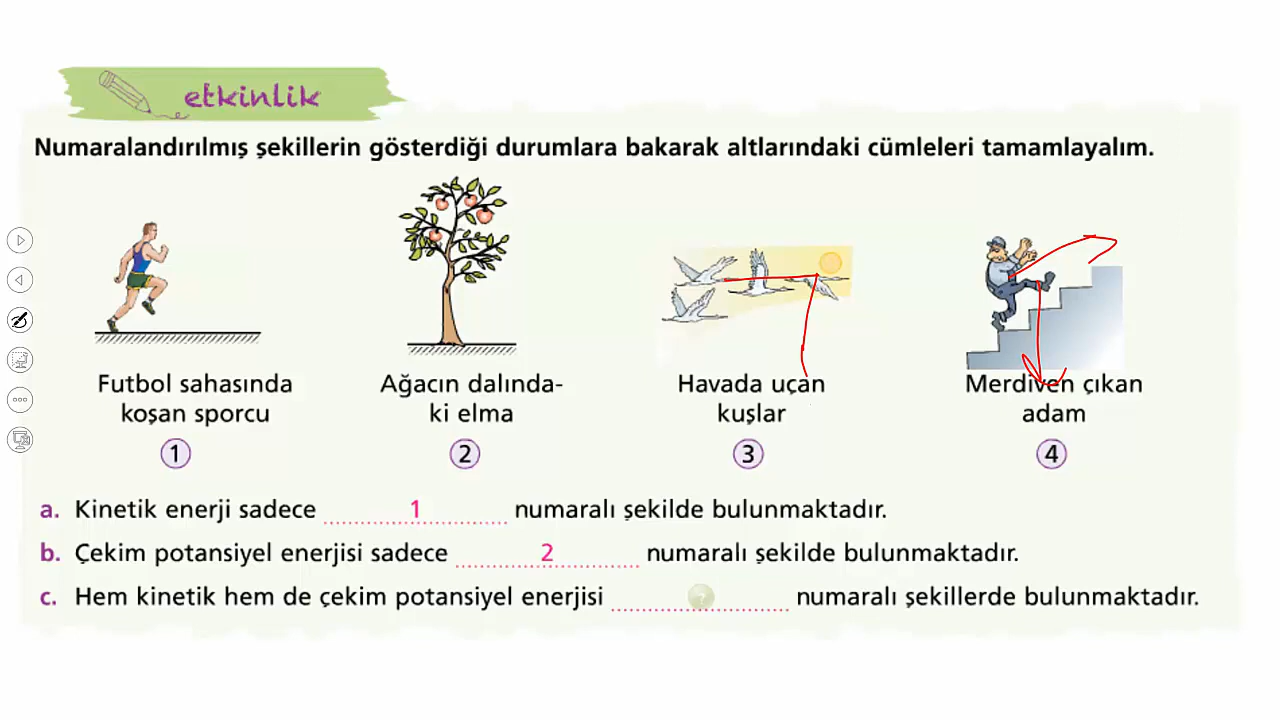 etkinlik
Numaralandırılmış şekillerin gösterdiği durumlara bakarak altlarındaki cümleleri tamamlayalım.
Futbol sahasında
koşan sporcu
1
Ağacın dalında-
ki elma
2
Havada uçan
kuşlar
3
Merdiven çıkan
adam
4
a. Kinetik enerji sadece 1 numaralı şekilde bulunmaktadır.
b. Çekim potansiyel enerjisi sadece 2 numaralı şekilde bulunmaktadır.
c. Hem kinetik hem de çekim potansiyel enerjisi ? numaralı şekillerde bulunmaktadır.